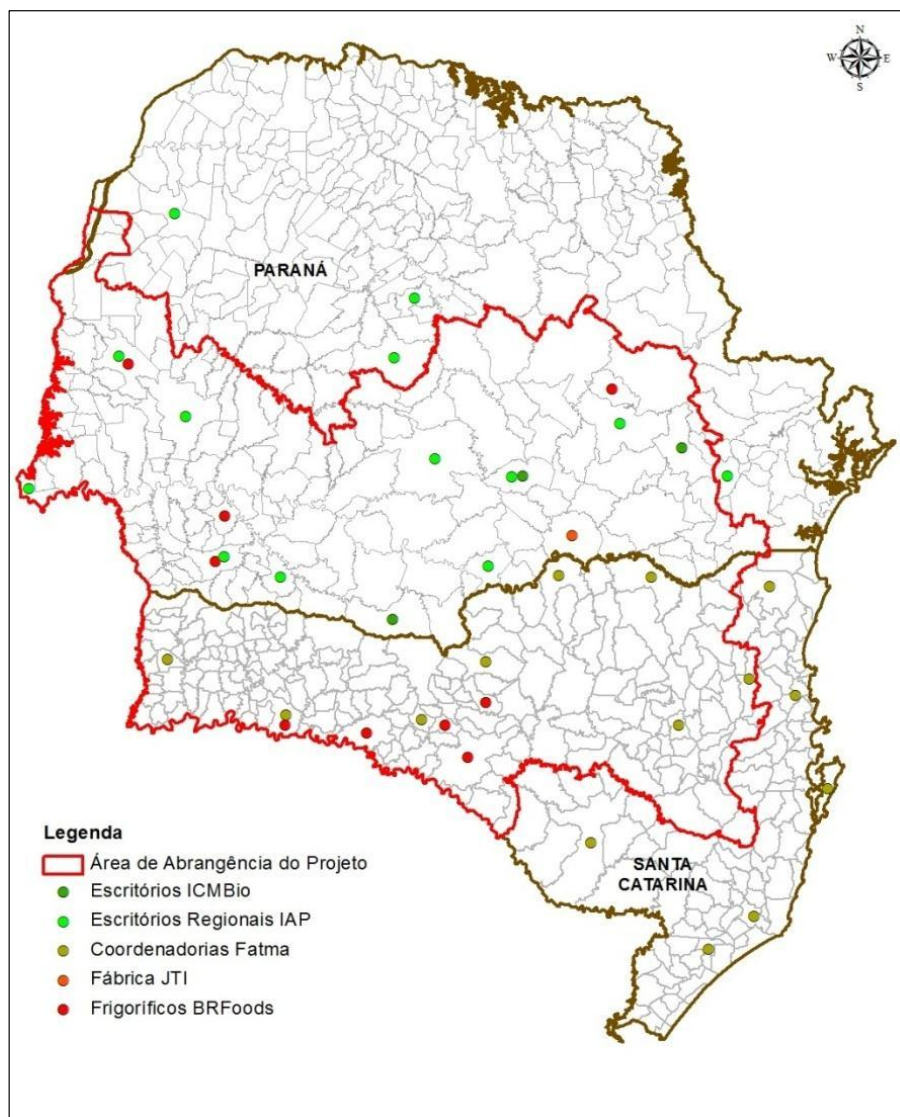 N
W E
S
PARANÁ
SANTA
CATARINA
Legenda
Área de Abrangência do Projeto
Escritórios ICMBio
Escritórios Regionais IAP
Coordenadorias Fatma
Fábrica JTI
Frigoríficos BRFoods